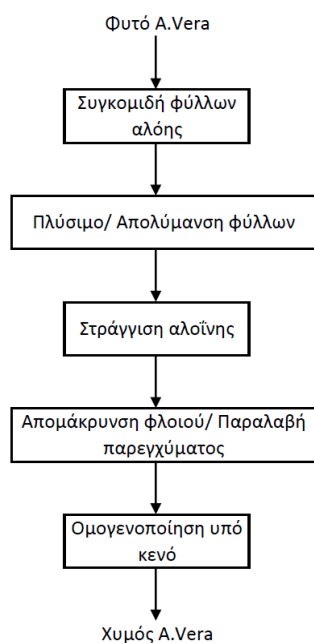 Φυτό A.Vera
Συγκομιδή φύλλων
αλόης
Πλύσιμο/ Απολύμανση φύλλων
Στράγγιση αλοΐνης
Απομάκρυνση φλοιού/ Παραλαβή
παρεγχύματος
Ομογενοποίηση υπό
κενό
Χυμός A.Vera